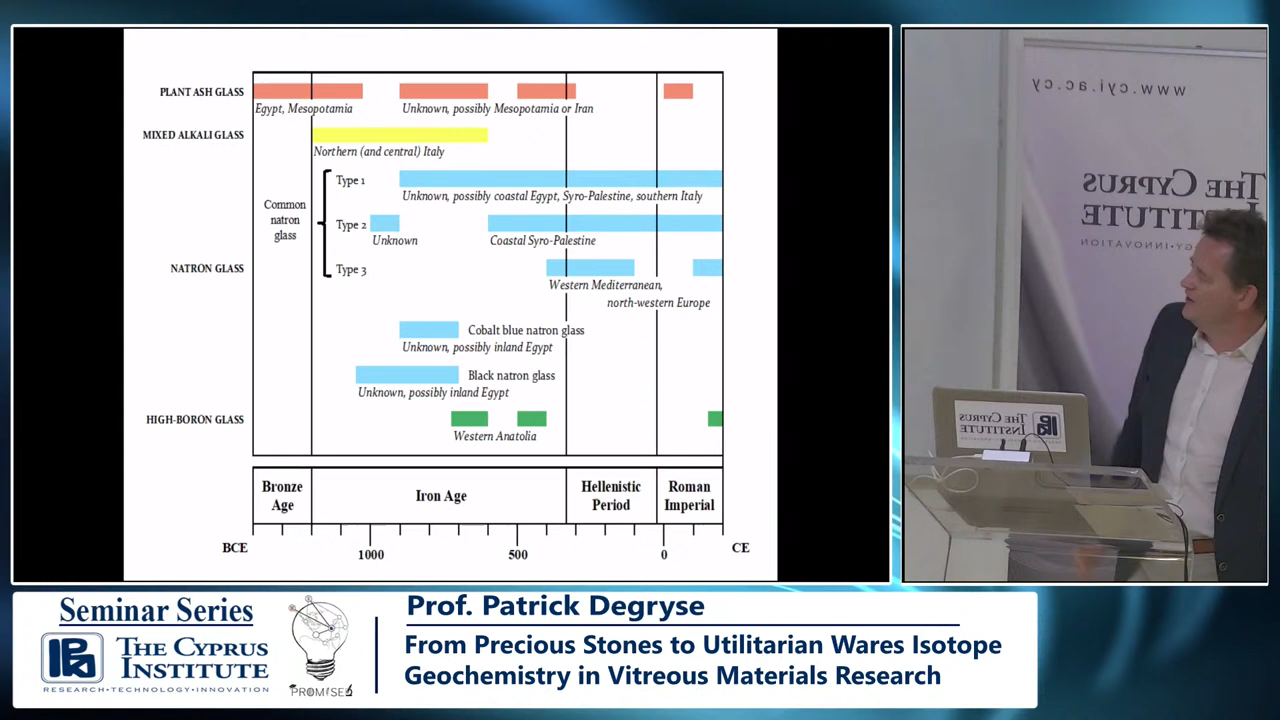 PLANT ASH GLASS
Egypt, Mesopotamia
Unknown, possibly Mesopotamia or Iran
MIXED ALKALI GLASS
Northern (and central) Italy
Common
natron
glass
Type 1
Unknown, possibly coastal Egypt, Syro-Palestine, southern Italy
Type 2
Unknown
Coastal Syro-Palestine
NATRON GLASS
Type 3
Western Mediterranean,
north-western Europe
Cobalt blue natron glass
Unknown, possibly inland Egypt
Black natron glass
Unknown, possibly inland Egypt
HIGH-BORON GLASS
Western Anatolia
Bronze
Age
Iron Age
Hellenistic
Period
Roman
Imperial
BCE
1000
500
0
CE
www.cyi.ac.cy
THE CYPRUS
INSTITUTE
GY•INNOVATION
THE CYPRUS
INSTITUTE
Seminar Series
THE CYPRUS
INSTITUTE
RESEARCH•TECHNOLOGY•INNOVATION
PROMISE
Prof. Patrick Degryse
From Precious Stones to Utilitarian Wares Isotope
Geochemistry in Vitreous Materials Research